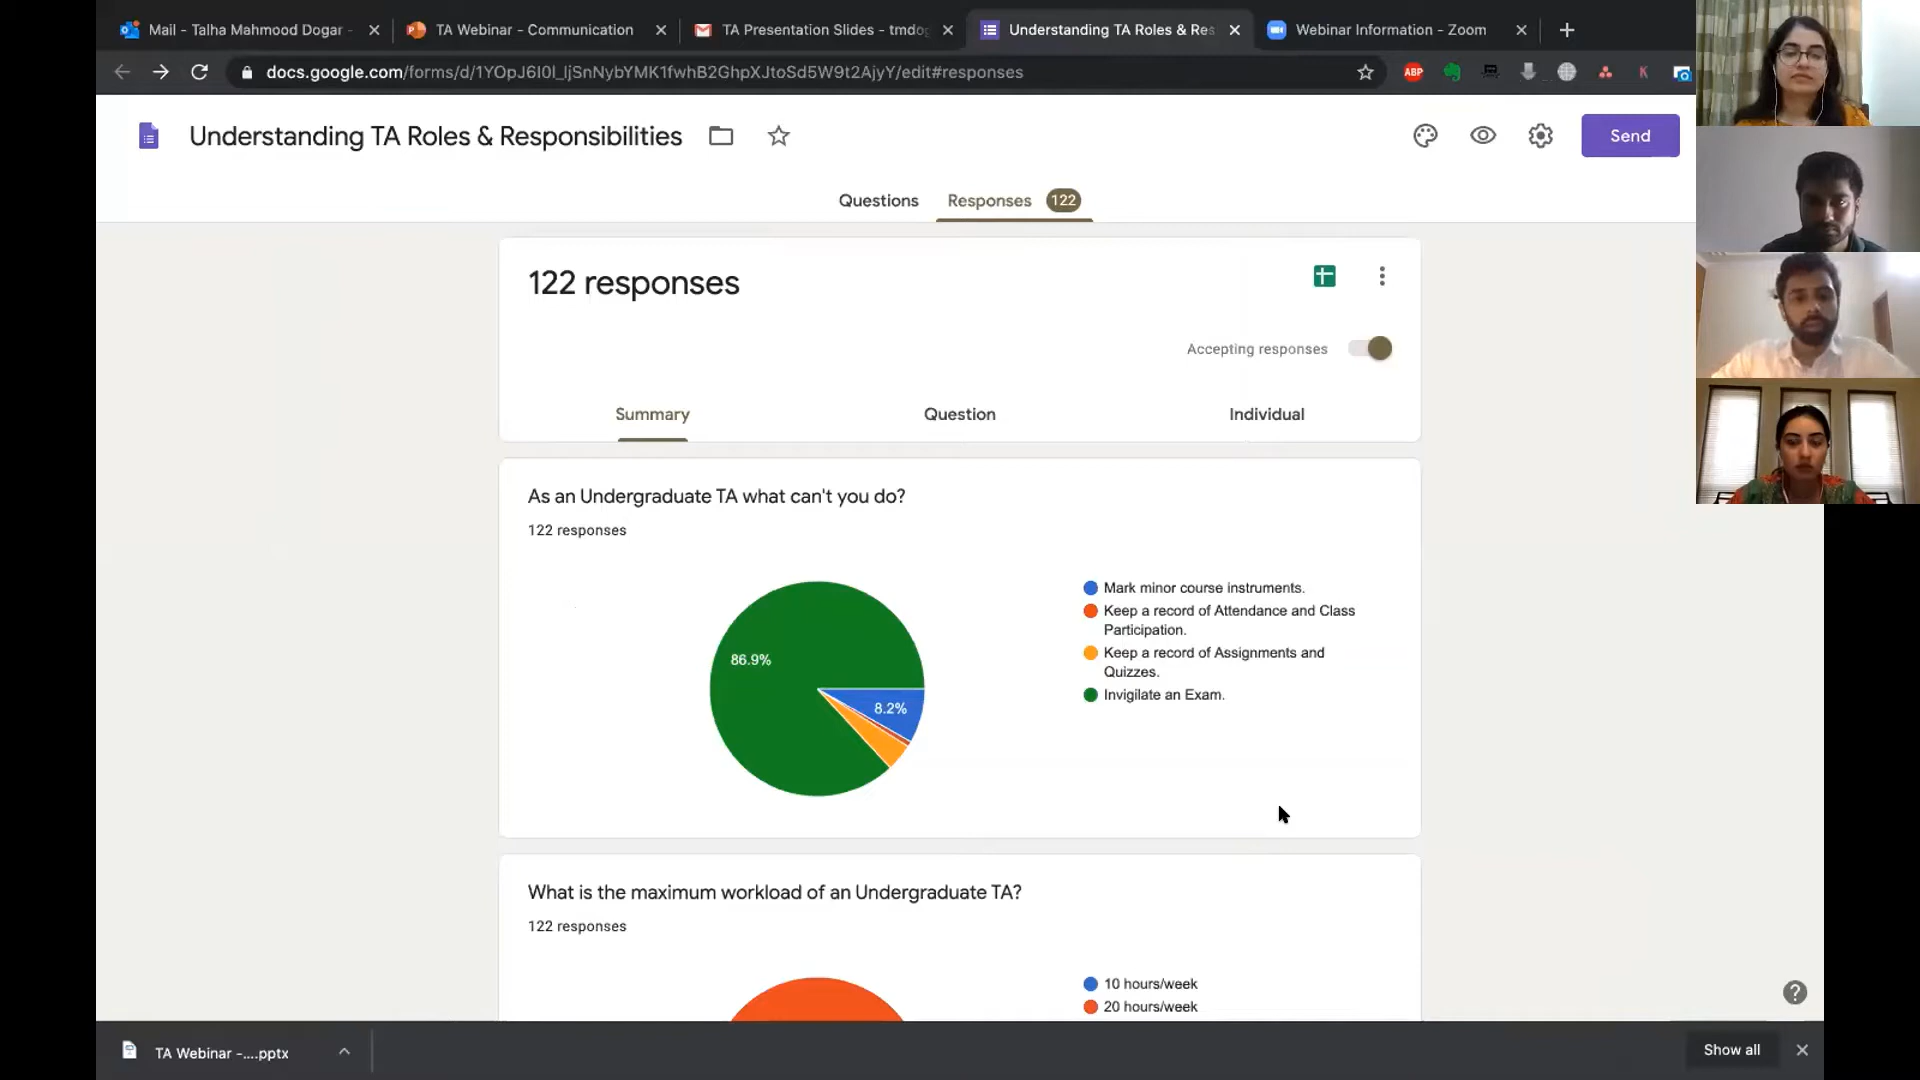 Mail - Talha Mahmood Dogar -
TA Webinar - Communication
TA Presentation Slides - tmdog
Understanding TA Roles & Res
Webinar Information - Zoom
docs.google.com/forms/d/1YOpJ6I0l_IjSnNybYMK1fwhB2GhpXJtoSd5W9t2AjyY/edit#responses
ABP
K
Understanding TA Roles & Responsibilities
Send
Questions
Responses 122
122 responses
Accepting responses
Summary
Question
Individual
As an Undergraduate TA what can't you do?
122 responses
86.9%
8.2%
Mark minor course instruments.
Keep a record of Attendance and Class
Participation.
Keep a record of Assignments and
Quizzes.
Invigilate an Exam.
What is the maximum workload of an Undergraduate TA?
122 responses
10 hours/week
20 hours/week
TA Webinar -....pptx
Show all